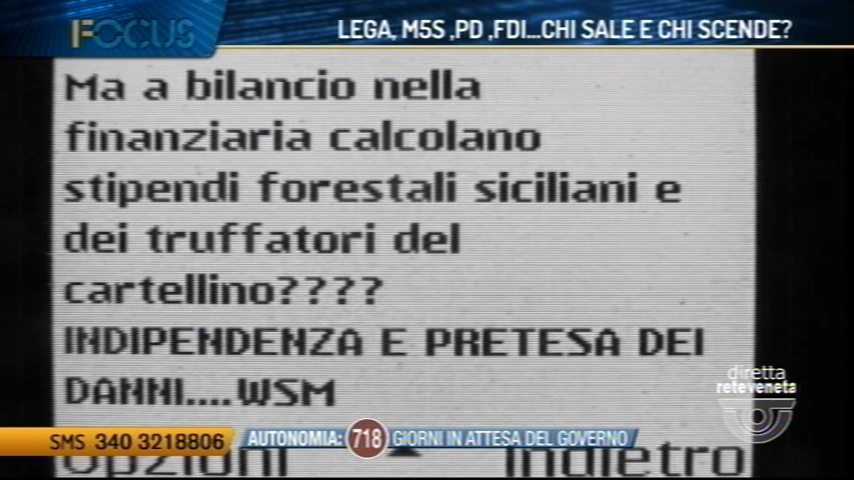 FOCUS
LEGA, M5S ,PD ,FDI...CHI SALE E CHI SCENDE?
Ma a bilancio nella
finanziaria calcolano
stipendi forestali siciliani e
dei truffatori del
cartellino????
INDIPENDENZA E PRETESA DEI
DANNI....WSM
diretta
reteveneta
SMS 340 3218806
AUTONOMIA: 718 GIORNI IN ATTESA DEL GOVERNO
Opzioni Indietro